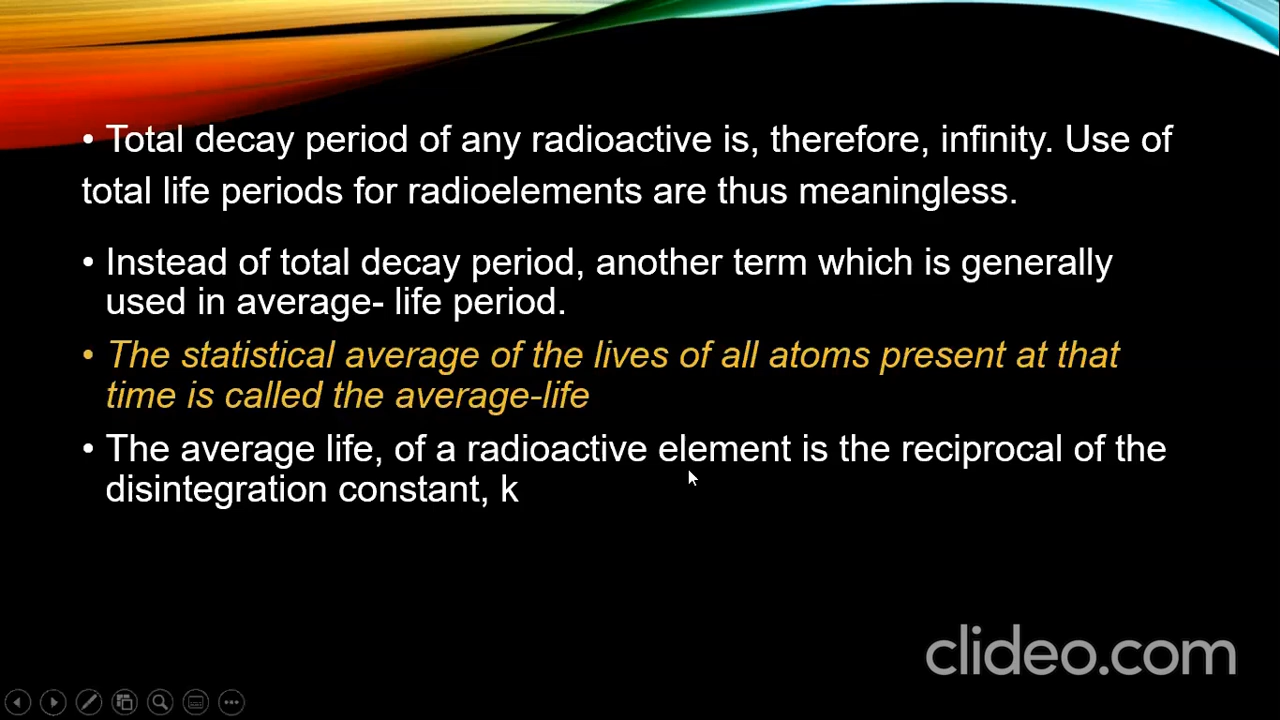 • Total decay period of any radioactive is, therefore, infinity. Use of
total life periods for radioelements are thus meaningless.
• Instead of total decay period, another term which is generally
used in average- life period.
• The statistical average of the lives of all atoms present at that
time is called the average-life
• The average life, of a radioactive element is the reciprocal of the
disintegration constant, k
clideo.com